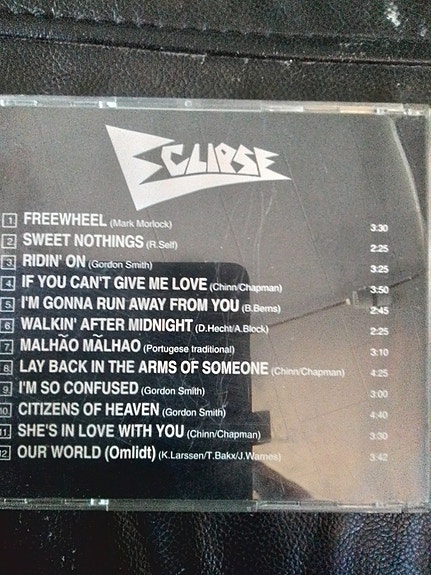 ECLIPSE
1 FREEWHEEL (Mark Morlock) 3:30
2 SWEET NOTHINGS (R.Self) 2:25
3 RIDIN' ON (Gordon Smith) 3:25
4 IF YOU CAN'T GIVE ME LOVE (Chinn/Chapman) 3:50
5 I'M GONNA RUN AWAY FROM YOU (B.Berns) 2:45
6 WALKIN' AFTER MIDNIGHT (D.Hecht/A.Block) 2:25
7 MALHÃO MÃLHAO (Portugese traditional) 3:10
8 LAY BACK IN THE ARMS OF SOMEONE (Chinn/Chapman) 4:25
9 I'M SO CONFUSED (Gordon Smith) 3:00
10 CITIZENS OF HEAVEN (Gordon Smith) 4:40
11 SHE'S IN LOVE WITH YOU (Chinn/Chapman) 3:30
12 OUR WORLD (Omlidt) (K.Larssen/T.Bakx/J.Warnes) 3:42